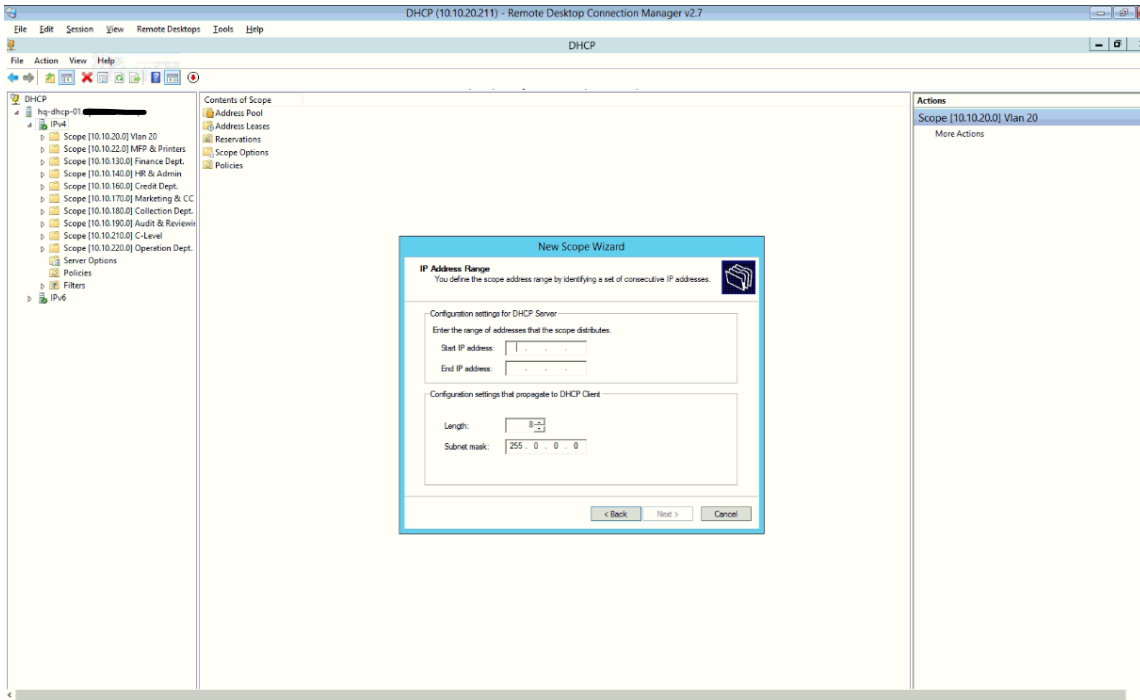 DHCP (10.10.20.211) - Remote Desktop Connection Manager v2.7
File Edit Session View Remote Desktops Tools Help
DHCP
File Action View Help
DHCP
hq-dhcp-01.
IPv4
Scope [10.10.20.0] Vlan 20
Scope [10.10.22.0] MFP & Printers
Scope [10.10.130.0] Finance Dept.
Scope [10.10.140.0] HR & Admin
Scope [10.10.160.0] Credit Dept.
Scope [10.10.170.0] Marketing & CC
Scope [10.10.180.0] Collection Dept.
Scope [10.10.190.0] Audit & Reviewin
Scope [10.10.210.0] C-Level
Scope [10.10.220.0] Operation Dept.
Server Options
Policies
Filters
IPv6
Contents of Scope
Address Pool
Address Leases
Reservations
Scope Options
Policies
New Scope Wizard
IP Address Range
You define the scope address range by identifying a set of consecutive IP addresses.
Configuration settings for DHCP Server
Enter the range of addresses that the scope distributes.
Start IP address: . . .
End IP address: . . .
Configuration settings that propagate to DHCP Client
Length: 8
Subnet mask: 255 . 0 . 0 . 0
< Back Next > Cancel
Actions
Scope [10.10.20.0] Vlan 20
More Actions